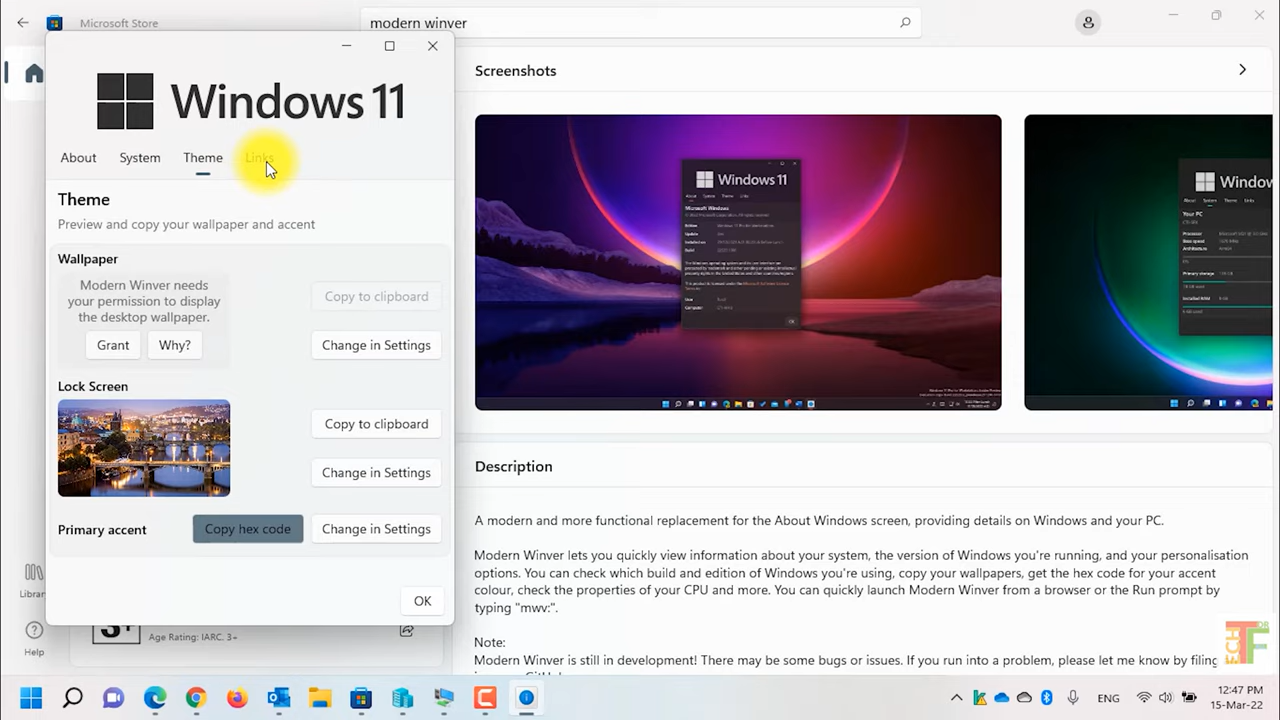 Microsoft Store
modern winver
Windows 11
About
System
Theme
Links
Theme
Preview and copy your wallpaper and accent
Wallpaper
Modern Winver needs
your permission to display
the desktop wallpaper.
Grant
Why?
Copy to clipboard
Change in Settings
Lock Screen
Copy to clipboard
Change in Settings
Primary accent
Copy hex code
Change in Settings
OK
Age Rating: IARC. 3+
Help
Screenshots
Windows 11
Description
A modern and more functional replacement for the About Windows screen, providing details on Windows and your PC.
Modern Winver lets you quickly view information about your system, the version of Windows you're running, and your personalisation
options. You can check which build and edition of Windows you're using, copy your wallpapers, get the hex code for your accent
colour, check the properties of your CPU and more. You can quickly launch Modern Winver from a browser or the Run prompt by
typing "mwv:".
Note:
Modern Winver is still in development! There may be some bugs or issues. If you run into a problem, please let me know by filing
ENG
12:47 PM
15-Mar-22